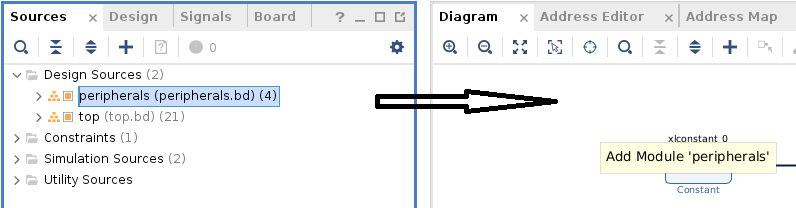 Sources × Design Signals Board ? _ □ ×
0
Design Sources (2)
peripherals (peripherals.bd) (4)
top (top.bd) (21)
Constraints (1)
Simulation Sources (2)
Utility Sources
Diagram × Address Editor × Address Map
xlconstant_0
Add Module 'peripherals'
Constant